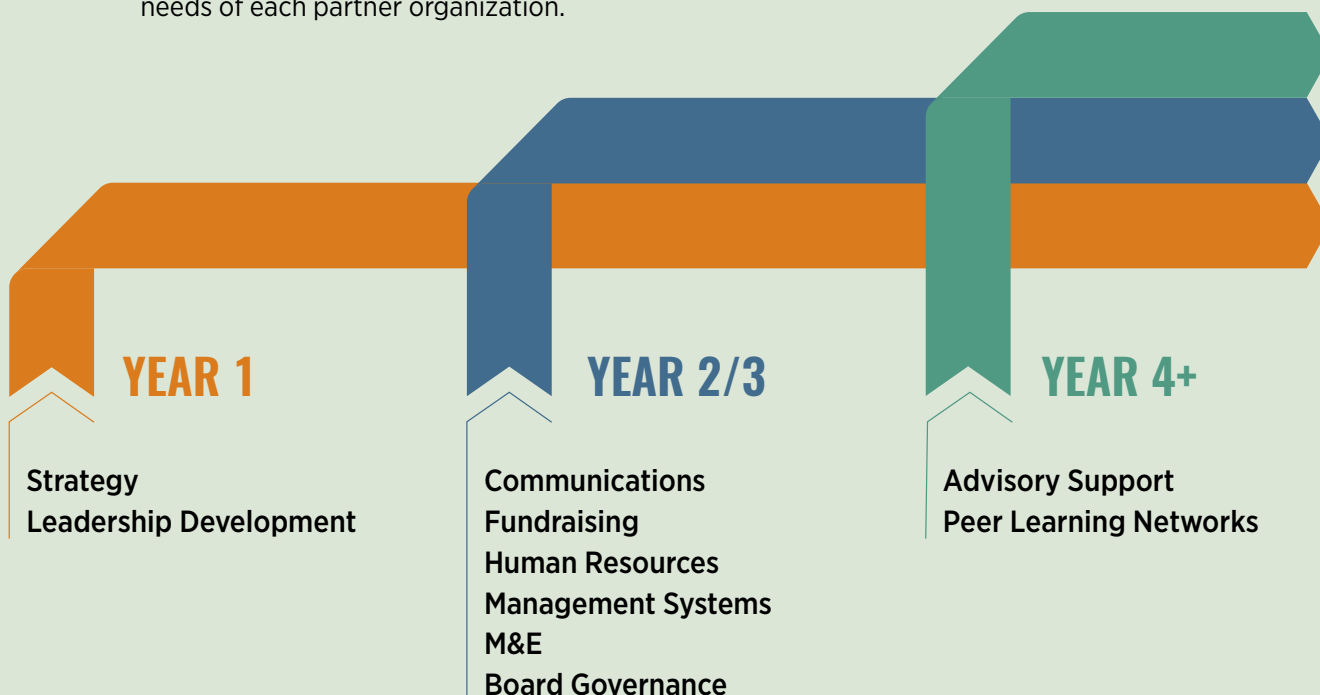 needs of each partner organization.
YEAR 1
Strategy
Leadership Development
YEAR 2/3
Communications
Fundraising
Human Resources
Management Systems
M&E
Board Governance
YEAR 4+
Advisory Support
Peer Learning Networks